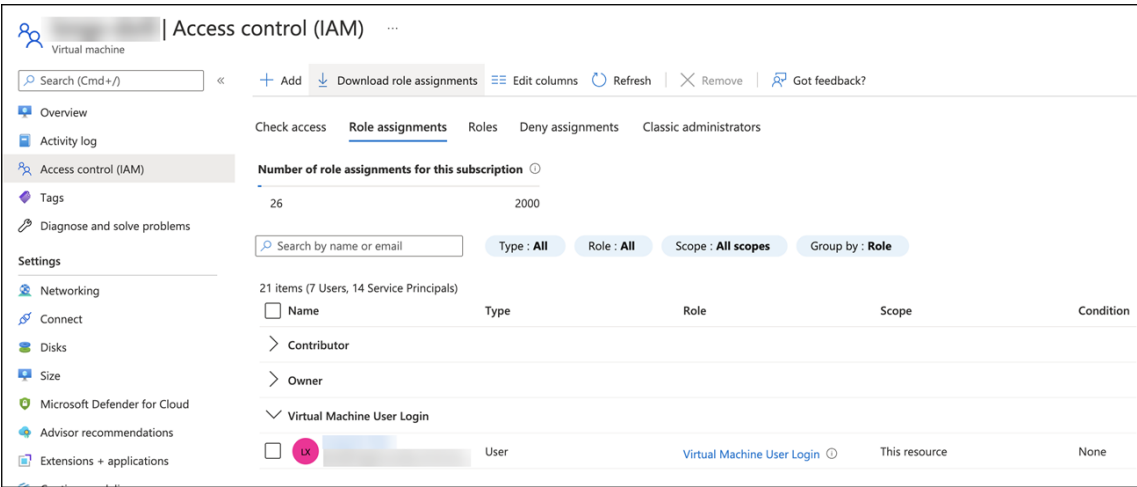 | Access control (IAM) ...
Virtual machine
Search (Cmd+/)
«
Add
Download role assignments
Edit columns
Refresh
Remove
Got feedback?
Overview
Activity log
Access control (IAM)
Tags
Diagnose and solve problems
Settings
Networking
Connect
Disks
Size
Microsoft Defender for Cloud
Advisor recommendations
Extensions + applications
Check access Role assignments Roles Deny assignments Classic administrators
Number of role assignments for this subscription
26 2000
Search by name or email
Type : All
Role : All
Scope : All scopes
Group by : Role
21 items (7 Users, 14 Service Principals)
Name Type Role Scope Condition
Contributor
Owner
Virtual Machine User Login
LX User Virtual Machine User Login This resource None